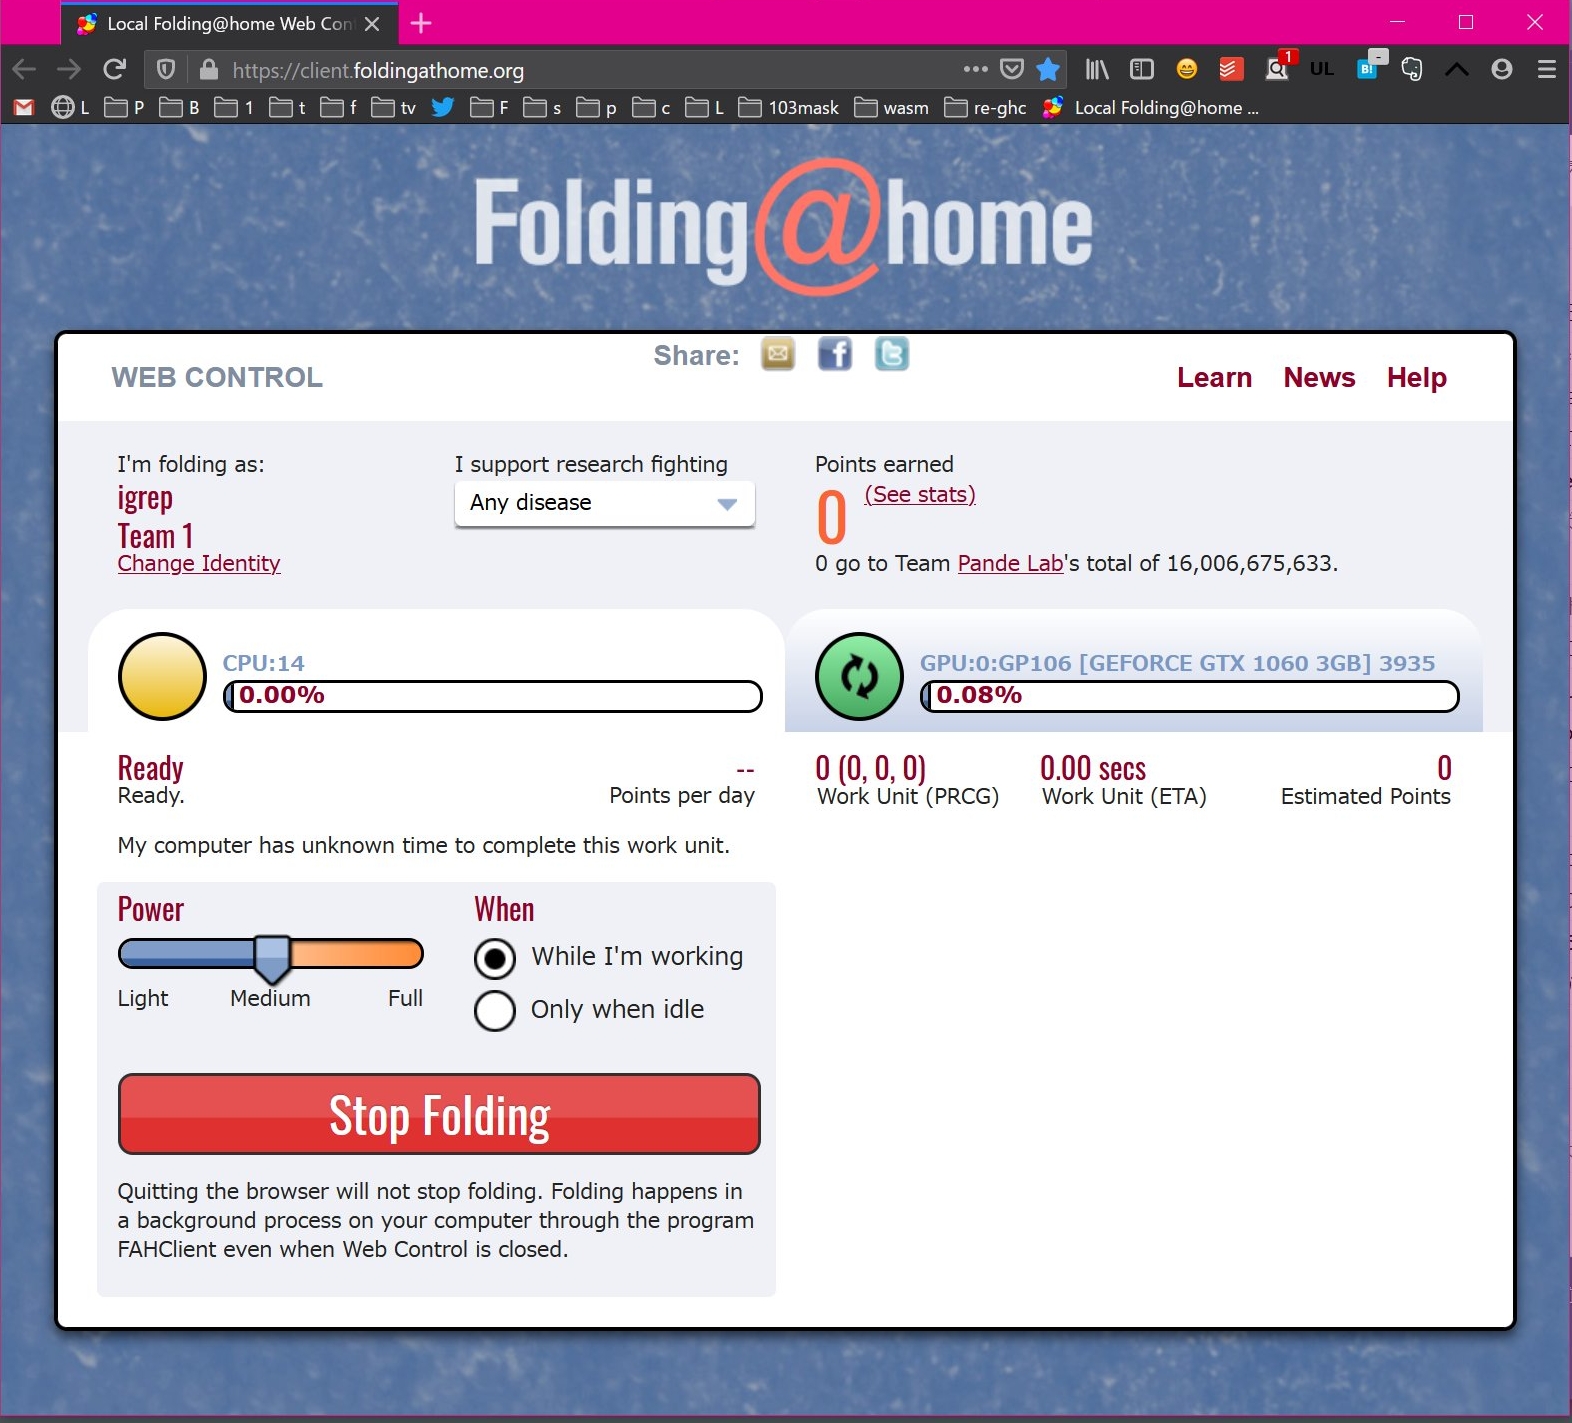 Local Folding@home Web Con
https://client.foldingathome.org
1
UL
B!
-
L P B 1 t f tv F s p c L 103mask wasm re-ghc Local Folding@home ...
Folding@home
WEB CONTROL
Share:
f
t
Learn News Help
I'm folding as:
igrep
Team 1
Change Identity
I support research fighting
Any disease
Points earned
0 (See stats)
0 go to Team Pande Lab's total of 16,006,675,633.
CPU:14
0.00%
GPU:0:GP106 [GEFORCE GTX 1060 3GB] 3935
0.08%
Ready
Ready.
--
Points per day
My computer has unknown time to complete this work unit.
0 (0, 0, 0)
Work Unit (PRCG)
0.00 secs
Work Unit (ETA)
0
Estimated Points
Power
Light Medium Full
When
While I'm working
Only when idle
Stop Folding
Quitting the browser will not stop folding. Folding happens in
a background process on your computer through the program
FAHClient even when Web Control is closed.